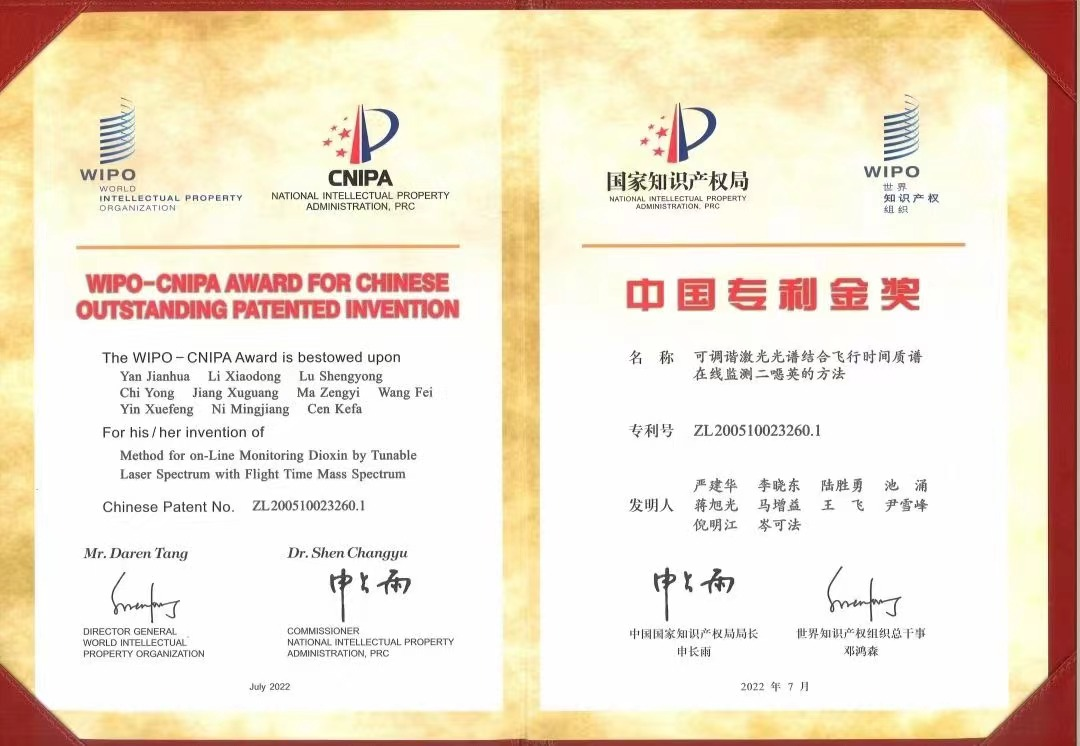 WIPO
WORLD
INTELLECTUAL PROPERTY
ORGANIZATION
CNIPA
NATIONAL INTELLECTUAL PROPERTY
ADMINISTRATION, PRC
WIPO-CNIPA AWARD FOR CHINESE
OUTSTANDING PATENTED INVENTION
The WIPO-CNIPA Award is bestowed upon
Yan Jianhua Li Xiaodong Lu Shengyong
Chi Yong Jiang Xuguang Ma Zengyi Wang Fei
Yin Xuefeng Ni Mingjiang Cen Kefa
For his/her invention of
Method for on-Line Monitoring Dioxin by Tunable
Laser Spectrum with Flight Time Mass Spectrum
Chinese Patent No. ZL200510023260.1
Mr. Daren Tang
DIRECTOR GENERAL
WORLD INTELLECTUAL
PROPERTY ORGANIZATION
Dr. Shen Changyu
申长雨
COMMISSIONER
NATIONAL INTELLECTUAL PROPERTY
ADMINISTRATION, PRC
July 2022
国家知识产权局
NATIONAL INTELLECTUAL PROPERTY
ADMINISTRATION, PRC
WIPO
世界
知识产权
组织
中国专利金奖
名 称 可调谐激光光谱结合飞行时间质谱
在线监测二噁英的方法
专利号 ZL200510023260.1
严建华 李晓东 陆胜勇 池 涌
发明人 蒋旭光 马增益 王 飞 尹雪峰
倪明江 岑可法
申长雨
中国国家知识产权局局长
申长雨
世界知识产权组织总干事
邓鸿森
2022 年 7 月